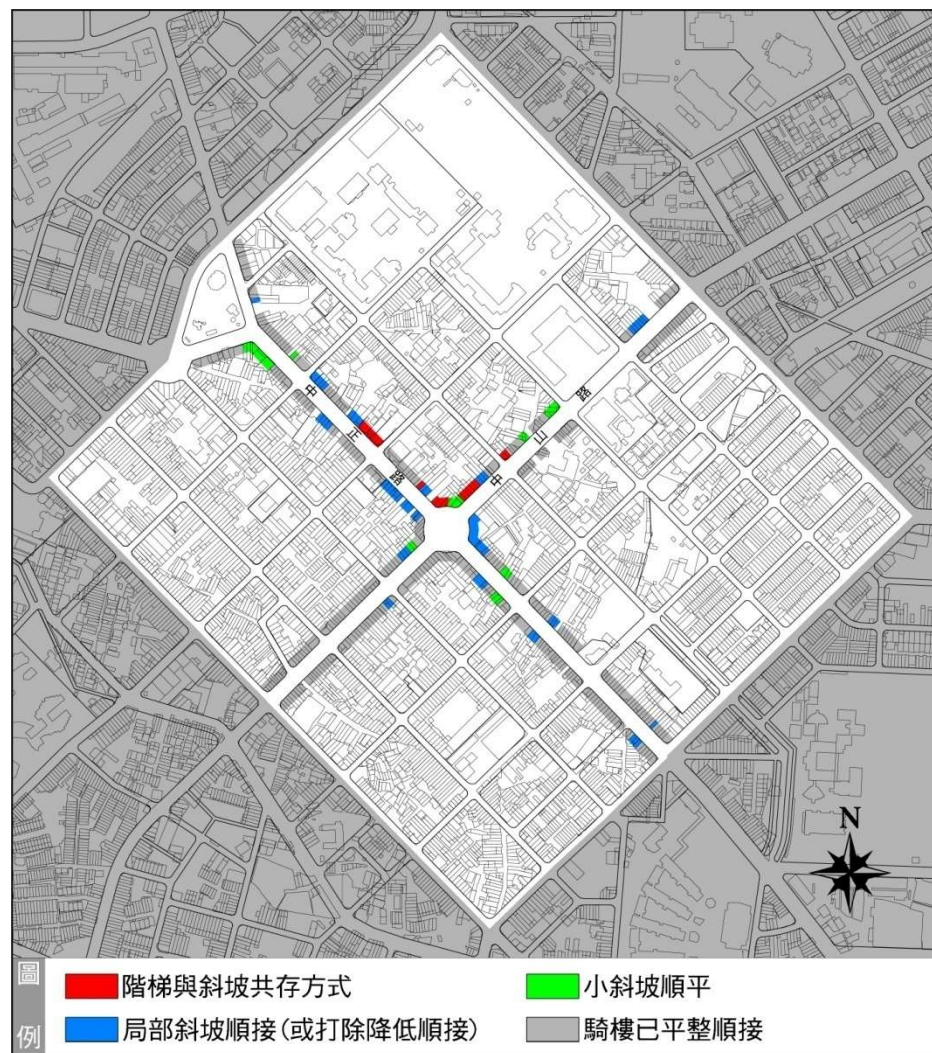 中正路
中山路
N
圖例
階梯與斜坡共存方式
小斜坡順平
局部斜坡順接(或打除降低順接)
騎樓已平整順接